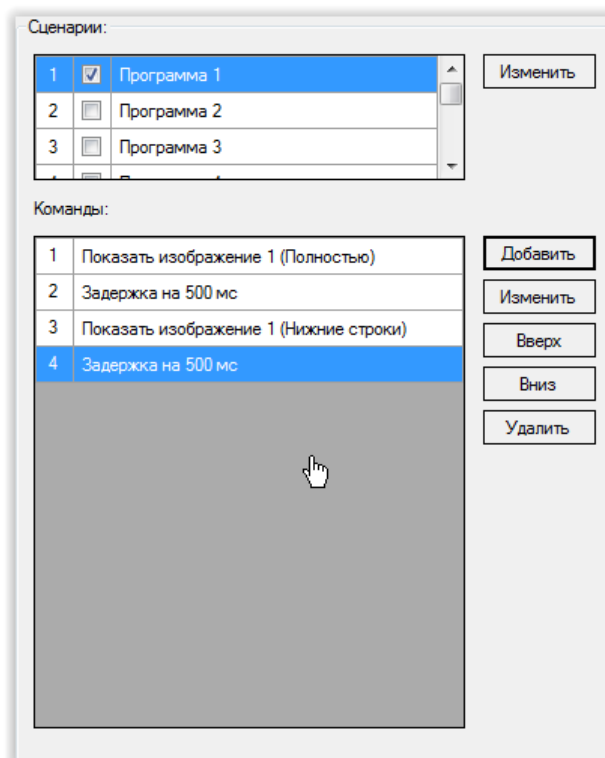 Сценарии:
1 Программа 1
Изменить
2 Программа 2
3 Программа 3
Команды:
1 Показать изображение 1 (Полностью)
Добавить
2 Задержка на 500 мс
Изменить
3 Показать изображение 1 (Нижние строки)
Вверх
4 Задержка на 500 мс
Вниз
Удалить